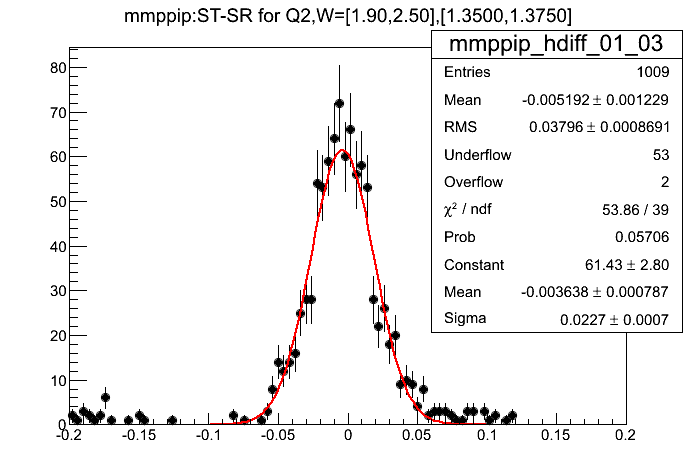 mmppip:ST-SR for Q2,W=[1.90,2.50],[1.3500,1.3750]
mmppip_hdiff_01_03
Entries 1009
Mean -0.005192 ± 0.001229
RMS 0.03796 ± 0.0008691
Underflow 53
Overflow 2
χ² / ndf 53.86 / 39
Prob 0.05706
Constant 61.43 ± 2.80
Mean -0.003638 ± 0.000787
Sigma 0.0227 ± 0.0007
80
70
60
50
40
30
20
10
0
-0.2 -0.15 -0.1 -0.05 0 0.05 0.1 0.15 0.2